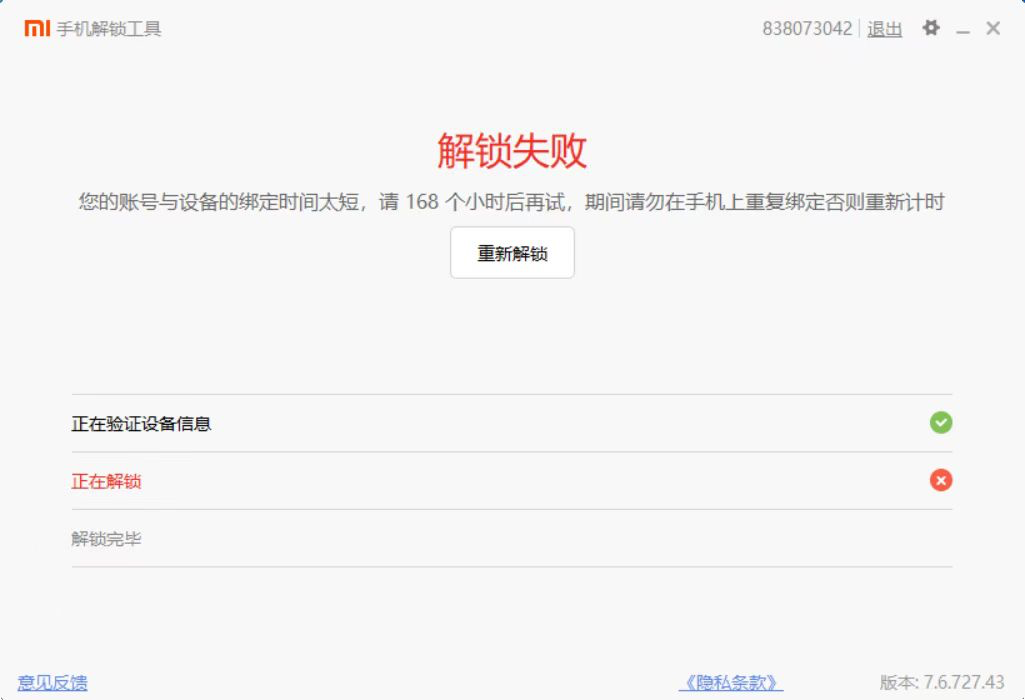 mi 手机解锁工具 838073042 退出
解锁失败
您的账号与设备的绑定时间太短，请 168 个小时后再试，期间请勿在手机上重复绑定否则重新计时
重新解锁
正在验证设备信息
正在解锁
解锁完毕
意见反馈 《隐私条款》 版本: 7.6.727.43